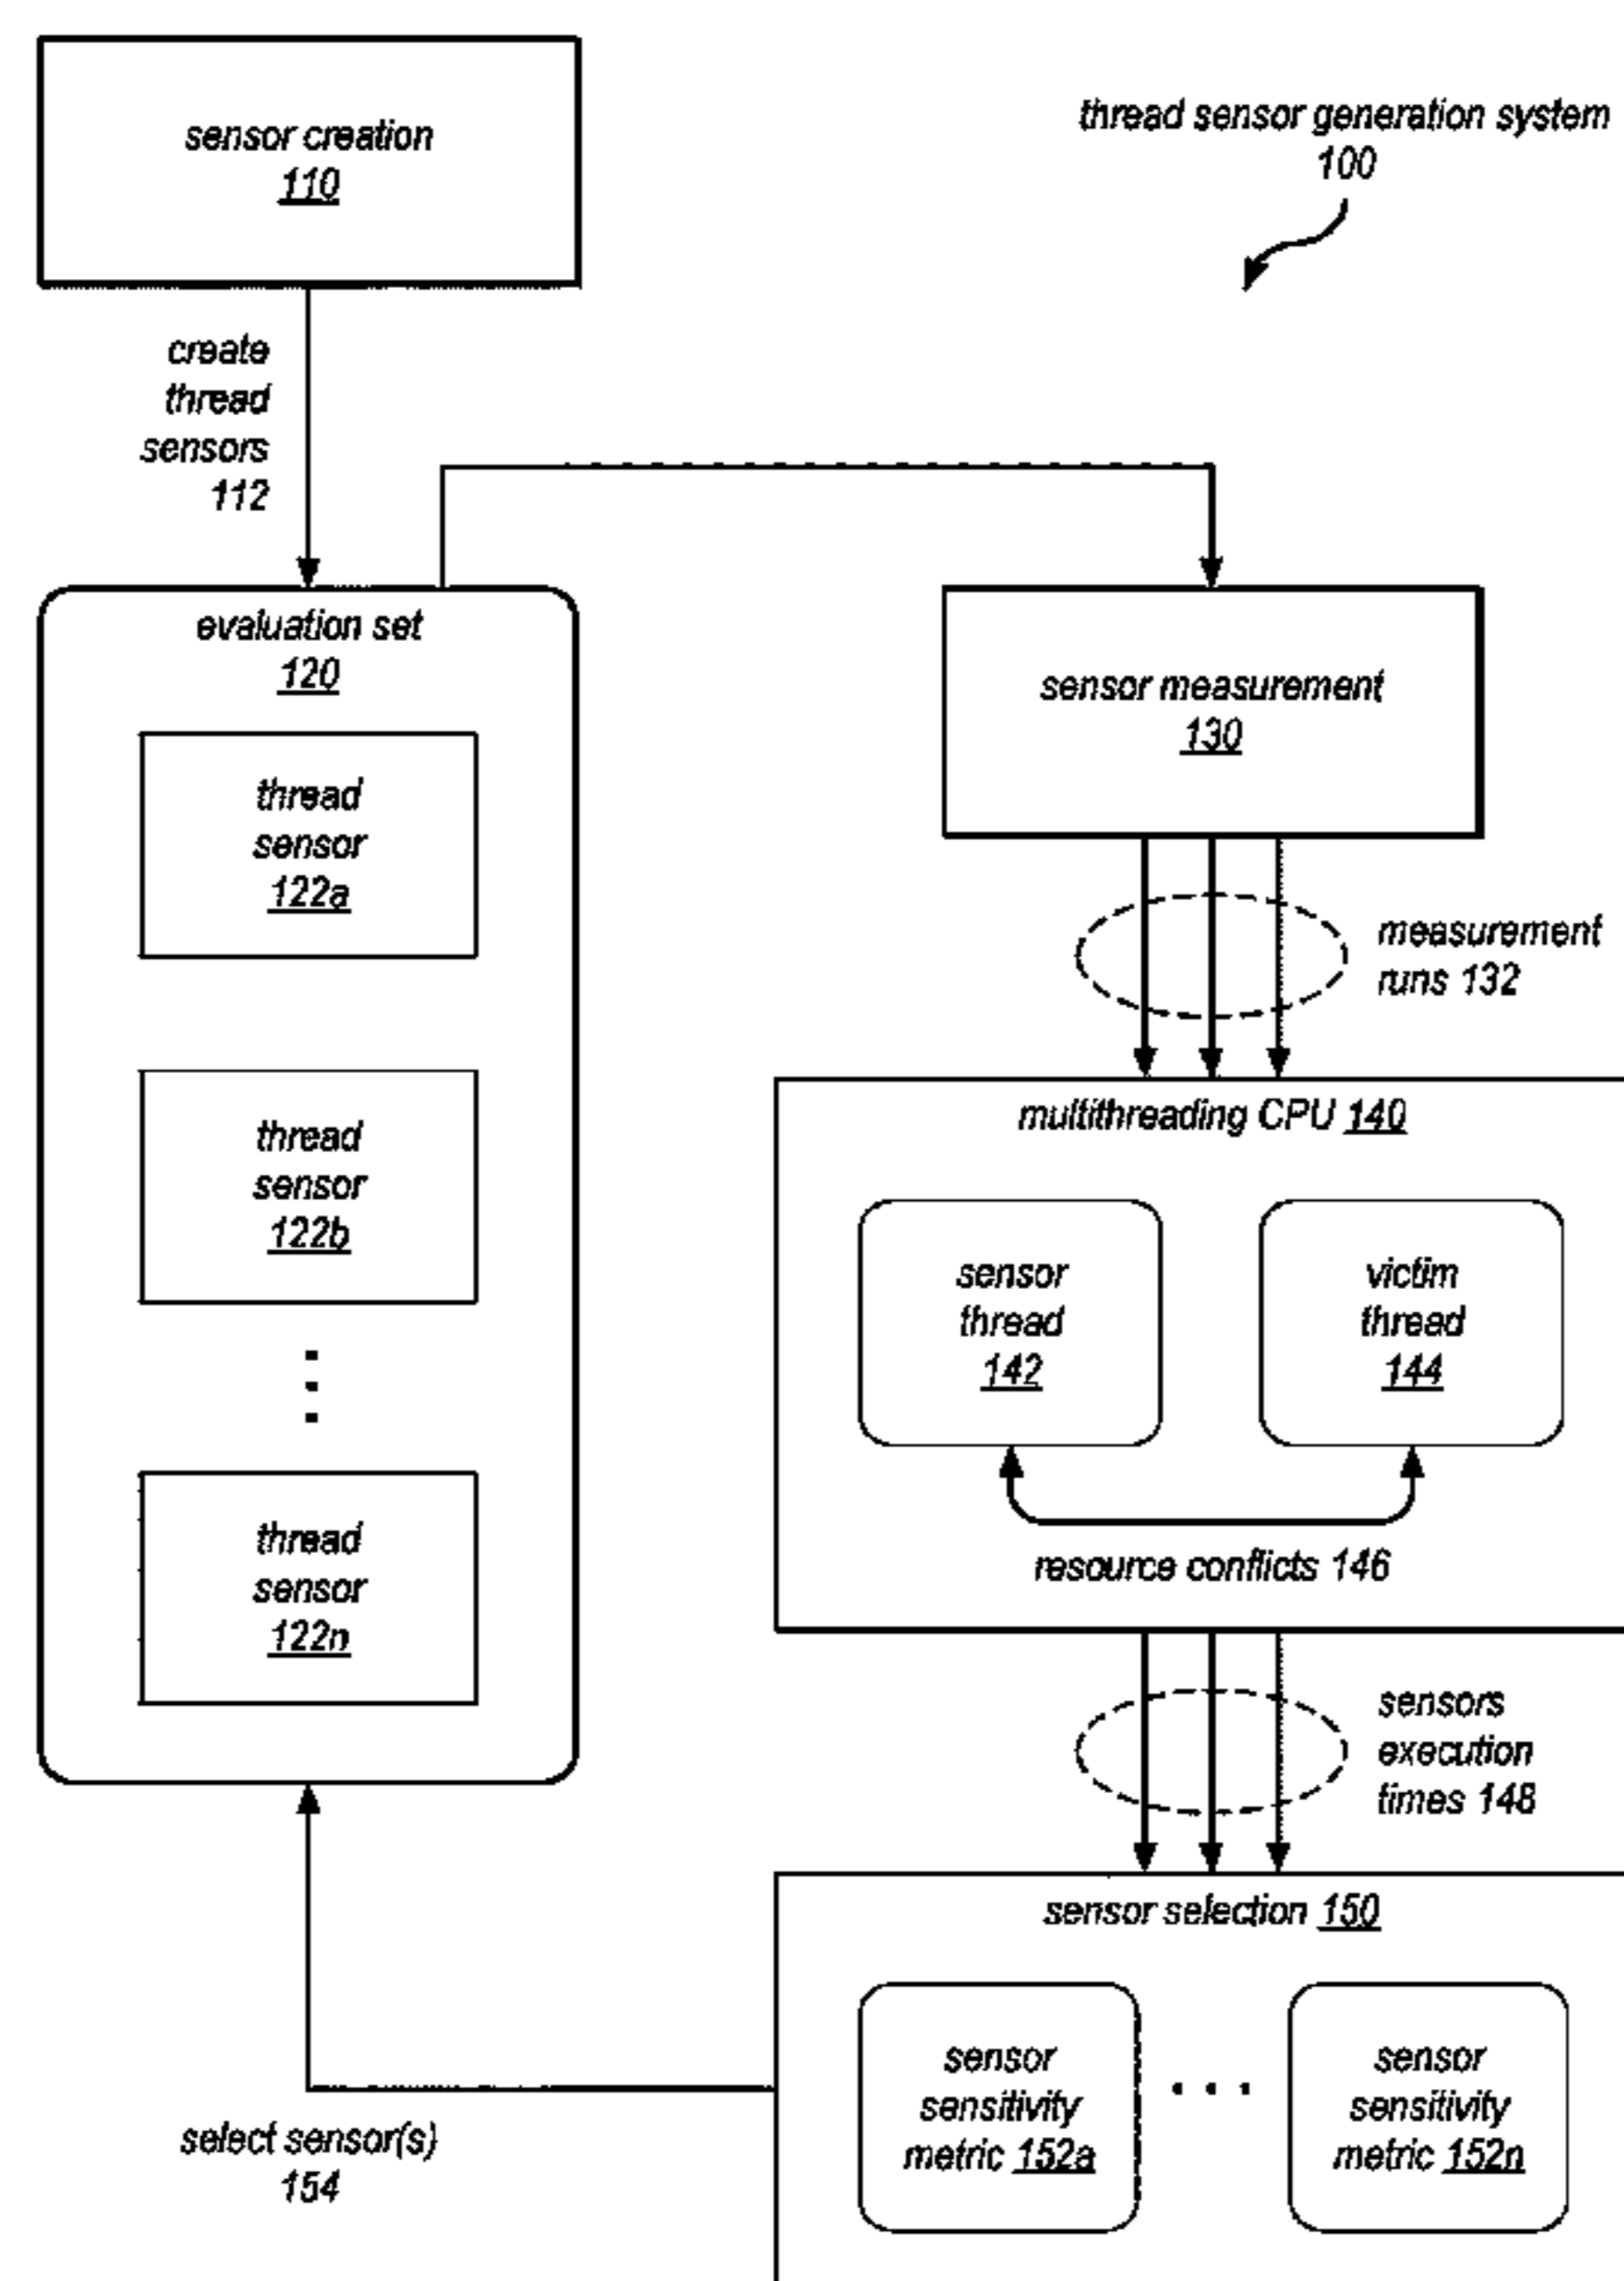 sensor creation
110
thread sensor generation system
100
create
thread
sensors
112
evaluation set
120
thread
sensor
122a
thread
sensor
122b
thread
sensor
122n
sensor measurement
130
measurement
runs 132
multithreading CPU 140
sensor
thread
142
victim
thread
144
resource conflicts 146
sensors
execution
times 148
sensor selection 150
sensor
sensitivity
metric 152a
sensor
sensitivity
metric 152n
select sensor(s)
154